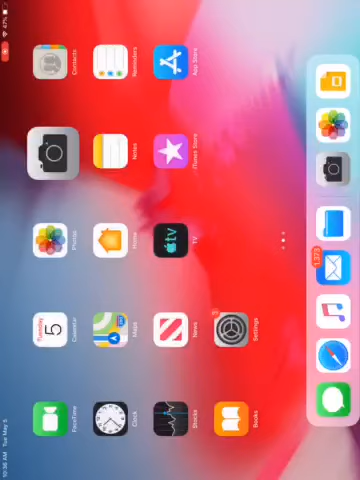 10:36 AM Tue May 5
47%
FaceTime
Tuesday
5
Calendar
Photos
Contacts
Clock
Maps
Home
Notes
Reminders
Stocks
News
tv
TV
iTunes Store
App Store
Books
Settings
1,373